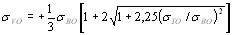 σ_VO = + 1/3 σ_BO [1 + 2√(1 + 2,25(σ_TO / σ_BO)²)]